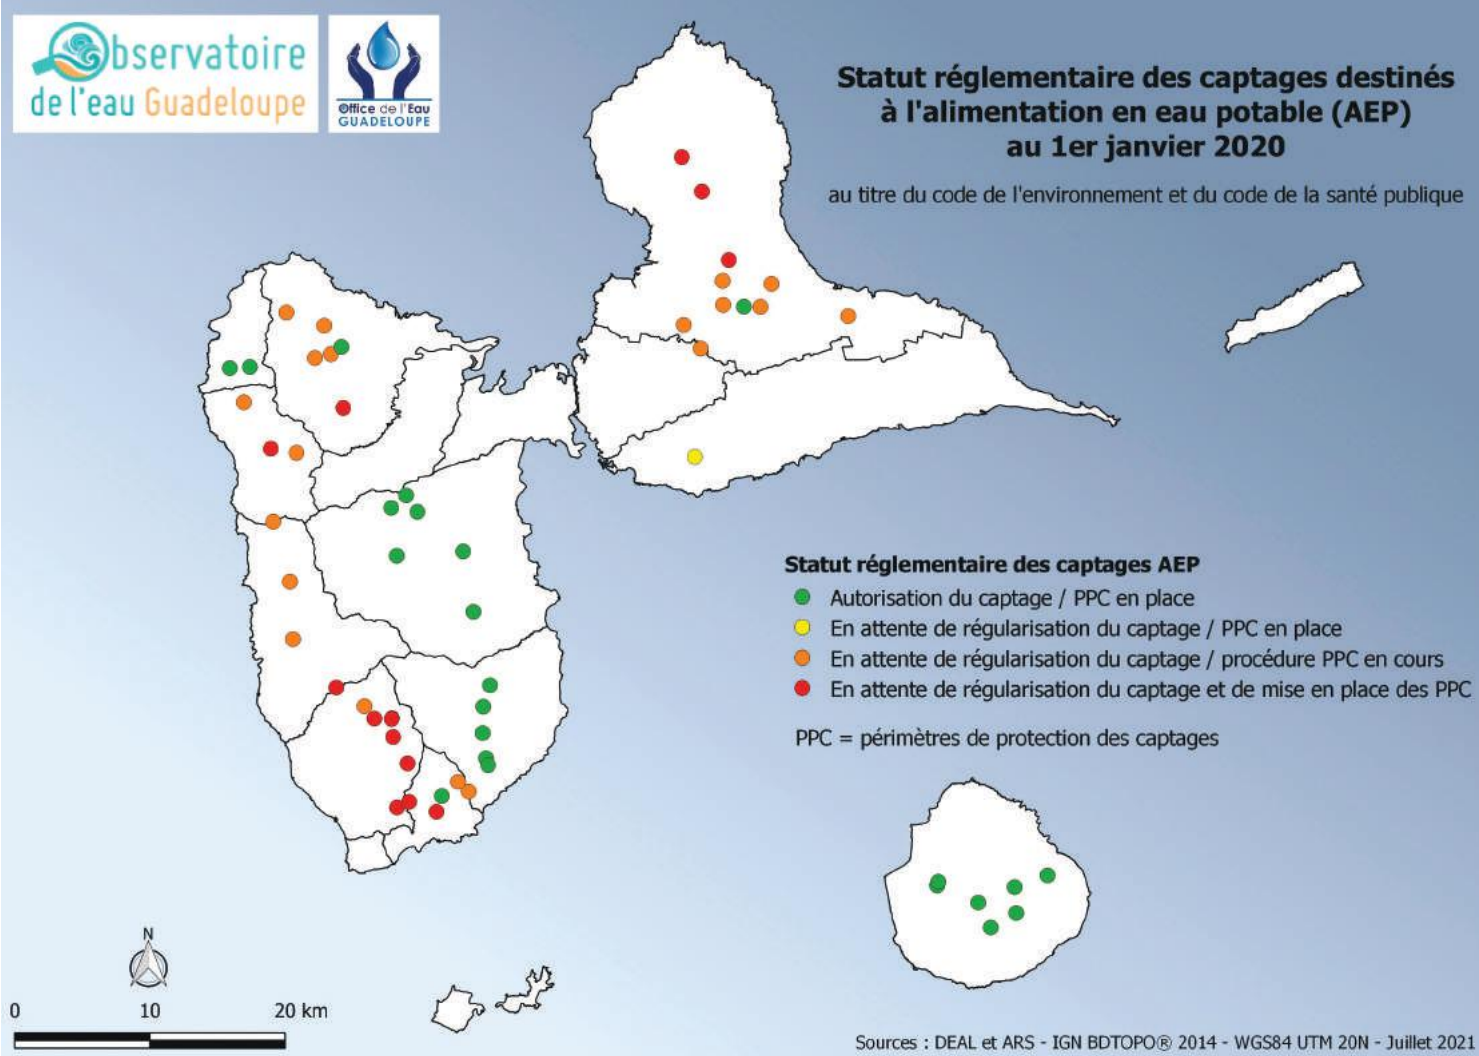 Observatoire
de l'eau Guadeloupe
Office de l'Eau
GUADELOUPE
Statut réglementaire des captages destinés
à l'alimentation en eau potable (AEP)
au 1er janvier 2020
au titre du code de l'environnement et du code de la santé publique
Statut réglementaire des captages AEP
Autorisation du captage / PPC en place
En attente de régularisation du captage / PPC en place
En attente de régularisation du captage / procédure PPC en cours
En attente de régularisation du captage et de mise en place des PPC
PPC = périmètres de protection des captages
N
0 10 20 km
Sources : DEAL et ARS - IGN BDTOPO® 2014 - WGS84 UTM 20N - Juillet 2021